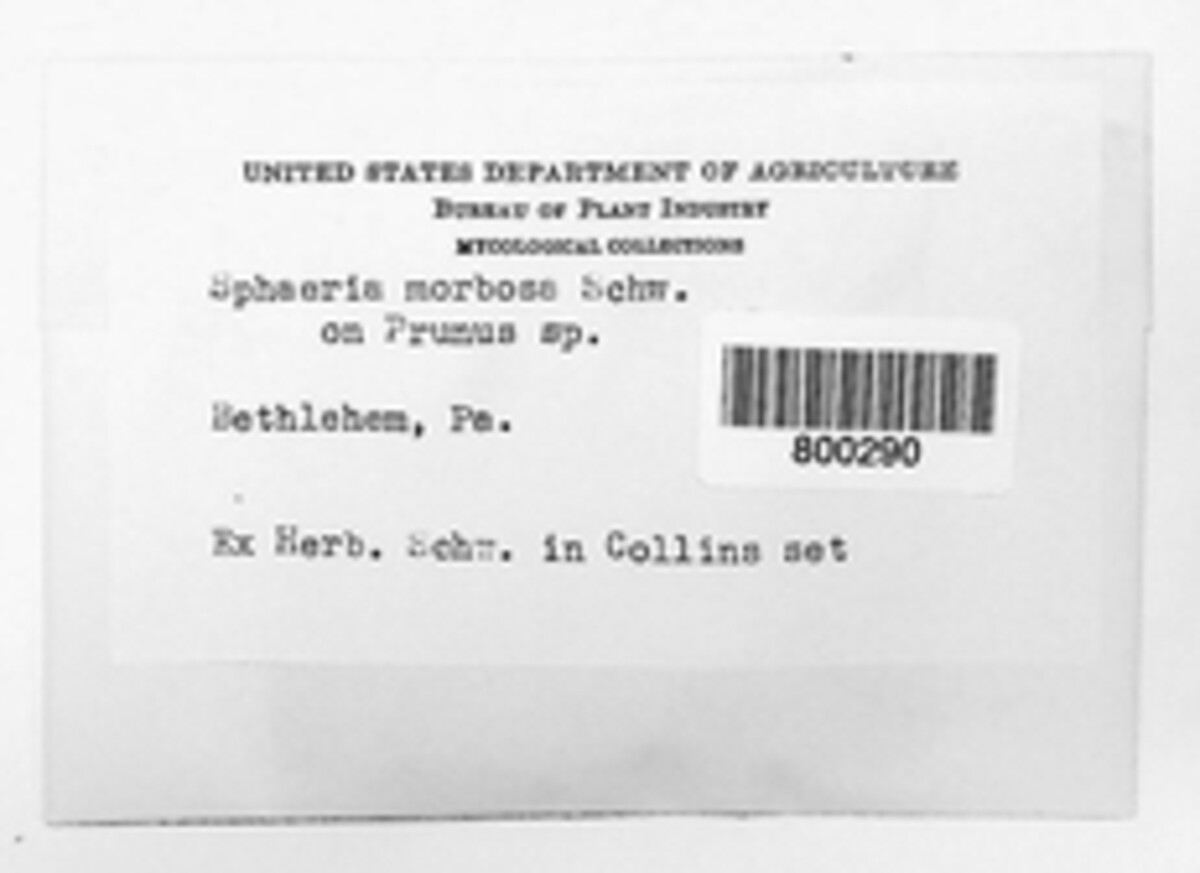 UNITED STATES DEPARTMENT OF AGRICULTURE
BUREAU OF PLANT INDUSTRY
MYCOLOGICAL COLLECTIONS
Sphaeria morbosa Schw.
on Prunus sp.
Bethlehem, Pa.
800290
Ex Herb. Schw. in Collins set